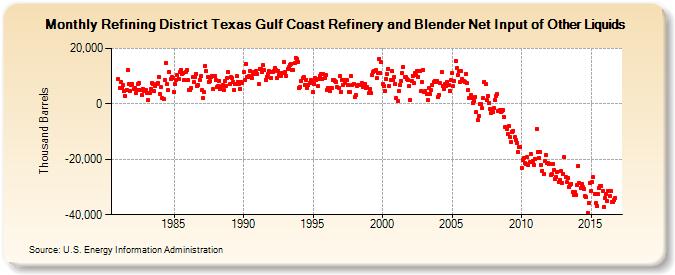 Monthly Refining District Texas Gulf Coast Refinery and Blender Net Input of Other Liquids
Thousand Barrels
20,000
0
-20,000
-40,000
1985 1990 1995 2000 2005 2010 2015
Source: U.S. Energy Information Administration